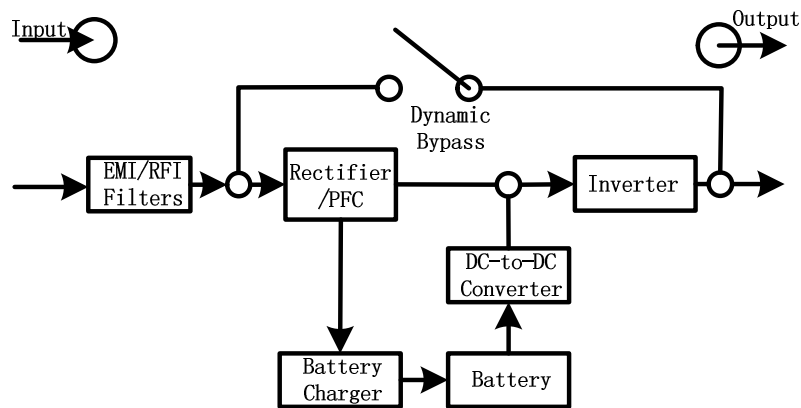 Input
Output
Dynamic
Bypass
EMI/RFI
Filters
Rectifier
/PFC
Inverter
DC-to-DC
Converter
Battery
Charger
Battery